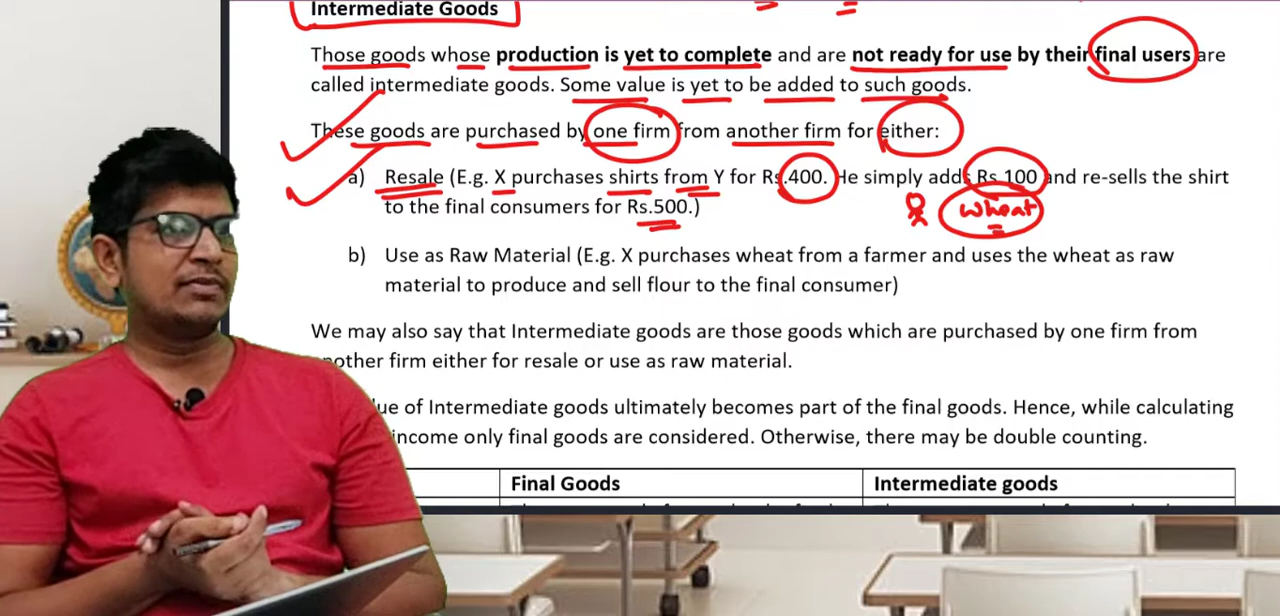 Intermediate Goods
Those goods whose production is yet to complete and are not ready for use by their final users are
called intermediate goods. Some value is yet to be added to such goods.
These goods are purchased by one firm from another firm for either:
a) Resale (E.g. X purchases shirts from Y for Rs.400. He simply adds Rs.100 and re-sells the shirt
to the final consumers for Rs.500.)
wheat
b) Use as Raw Material (E.g. X purchases wheat from a farmer and uses the wheat as raw
material to produce and sell flour to the final consumer)
We may also say that Intermediate goods are those goods which are purchased by one firm from
nother firm either for resale or use as raw material.
ue of Intermediate goods ultimately becomes part of the final goods. Hence, while calculating
income only final goods are considered. Otherwise, there may be double counting.
Final Goods Intermediate goods